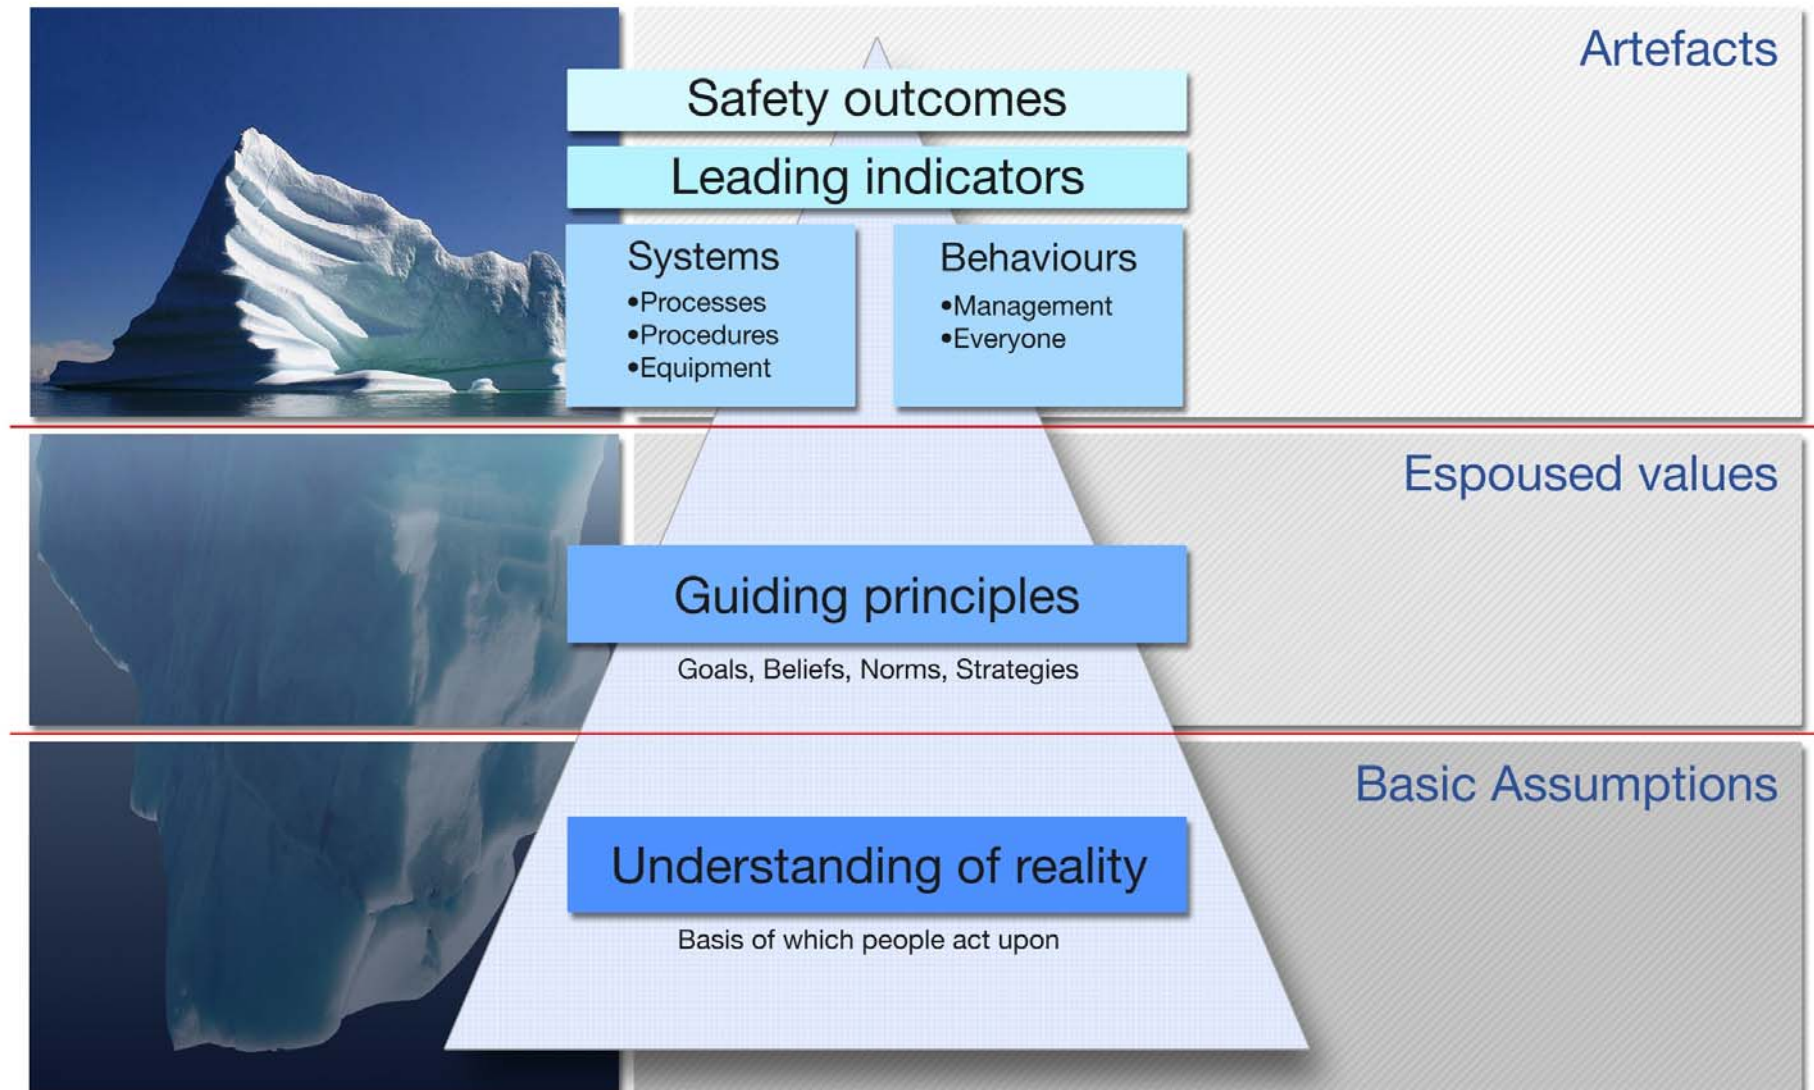 Artefacts
Safety outcomes
Leading indicators
Systems
•Processes
•Procedures
•Equipment
Behaviours
•Management
•Everyone
Espoused values
Guiding principles
Goals, Beliefs, Norms, Strategies
Basic Assumptions
Understanding of reality
Basis of which people act upon